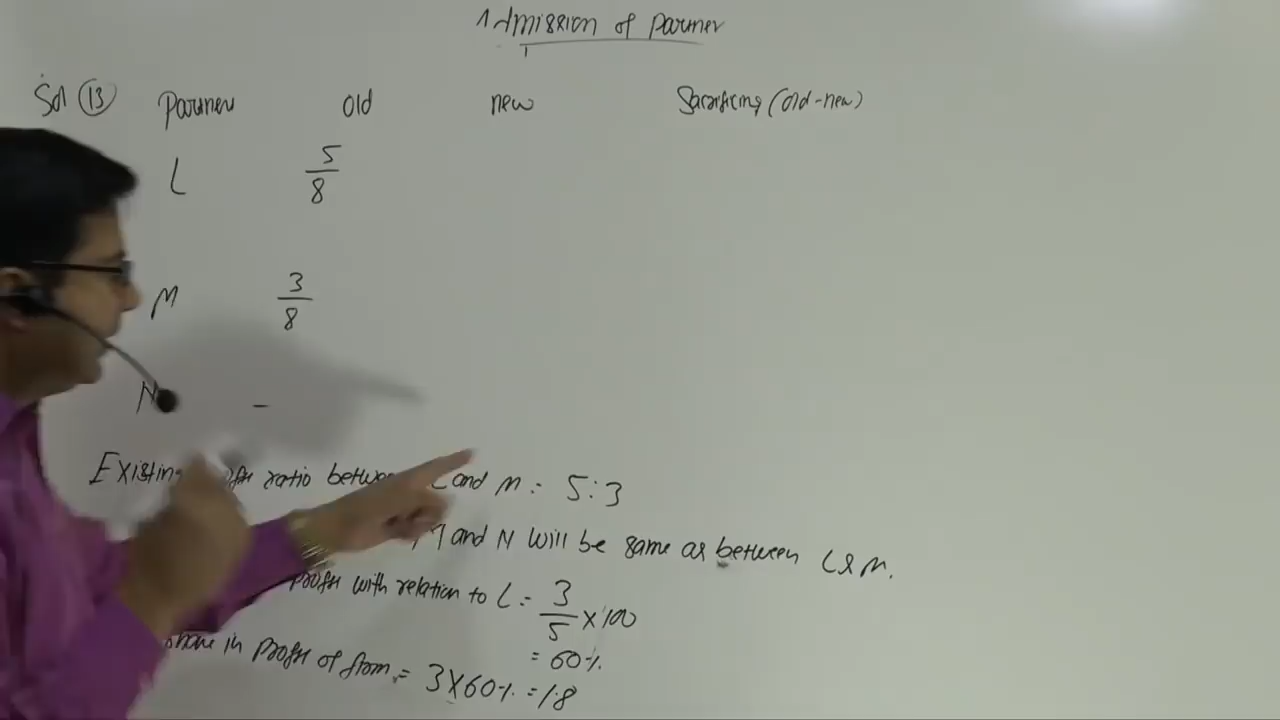 Admission of Partner
Sol (13) Partner old new Sacrificing (old-new)
L 5/8
M 3/8
N -
Existing ratio between L and M = 5:3
M and N will be same as between L & M.
profit with relation to L = 3/5 × 100
= 60%
share in profit of firm = 3 × 60% = 1.8